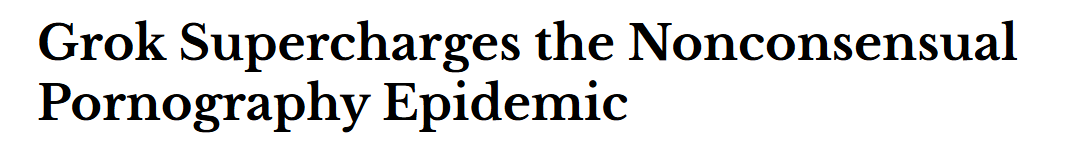 Grok Supercharges the Nonconsensual
Pornography Epidemic